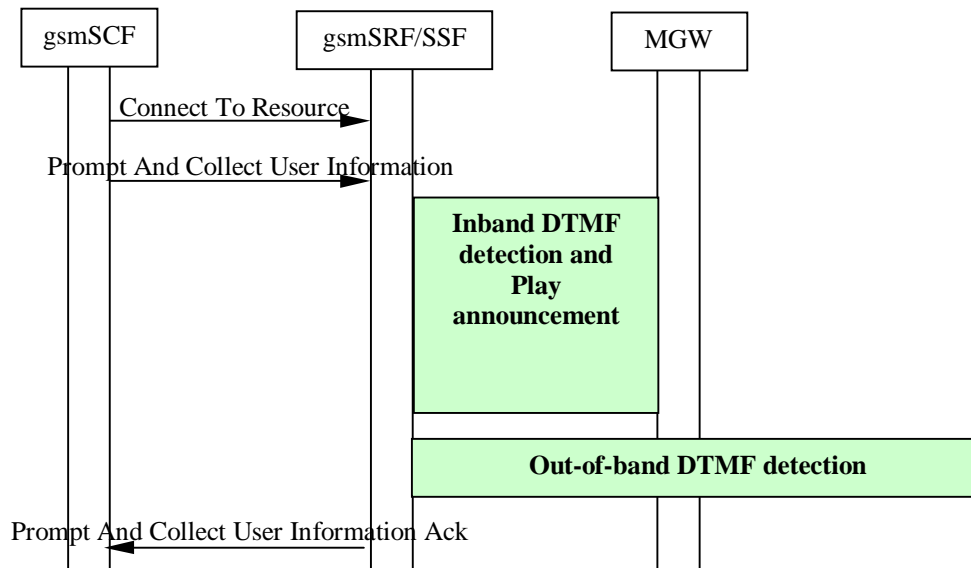 gsmSCF
gsmSRF/SSF
MGW
Connect To Resource
Prompt And Collect User Information
Inband DTMF
detection and
Play
announcement
Out-of-band DTMF detection
Prompt And Collect User Information Ack